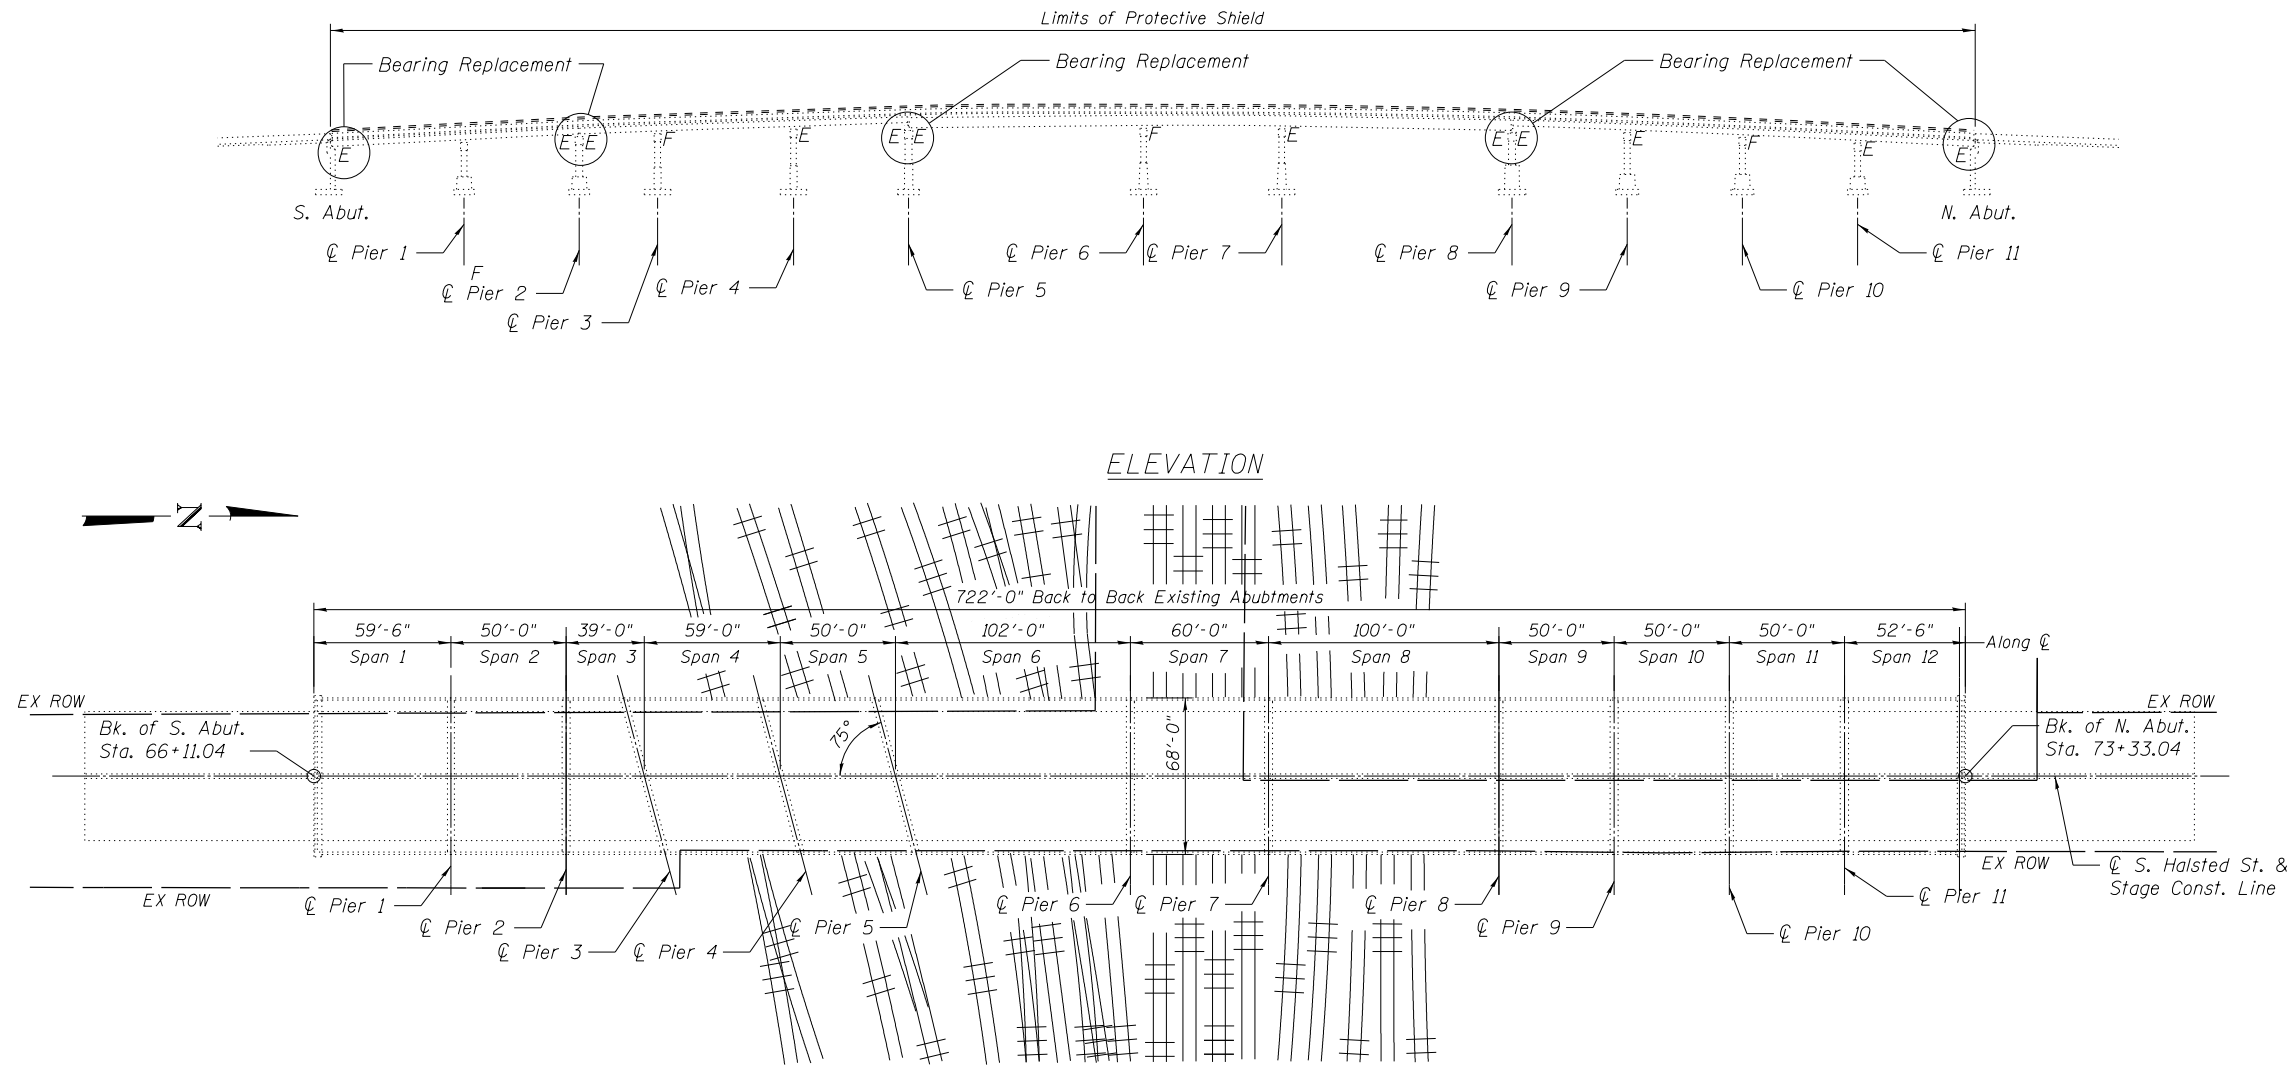 Limits of Protective Shield
Bearing Replacement
Bearing Replacement
Bearing Replacement
E
E E
F
E
E E
F
E
E E
E
F
E
E
S. Abut.
N. Abut.
℄ Pier 1
F
℄ Pier 2
℄ Pier 3
℄ Pier 4
℄ Pier 5
℄ Pier 6
℄ Pier 7
℄ Pier 8
℄ Pier 9
℄ Pier 10
℄ Pier 11
ELEVATION
N
722'-0" Back to Back Existing Abubtments
59'-6"
Span 1
50'-0"
Span 2
39'-0"
Span 3
59'-0"
Span 4
50'-0"
Span 5
102'-0"
Span 6
60'-0"
Span 7
100'-0"
Span 8
50'-0"
Span 9
50'-0"
Span 10
50'-0"
Span 11
52'-6"
Span 12
Along ℄
EX ROW
Bk. of S. Abut.
Sta. 66+11.04
75°
68'-0"
EX ROW
Bk. of N. Abut.
Sta. 73+33.04
EX ROW
EX ROW
℄ S. Halsted St. &
Stage Const. Line
℄ Pier 1
℄ Pier 2
℄ Pier 3
℄ Pier 4
℄ Pier 5
℄ Pier 6
℄ Pier 7
℄ Pier 8
℄ Pier 9
℄ Pier 10
℄ Pier 11